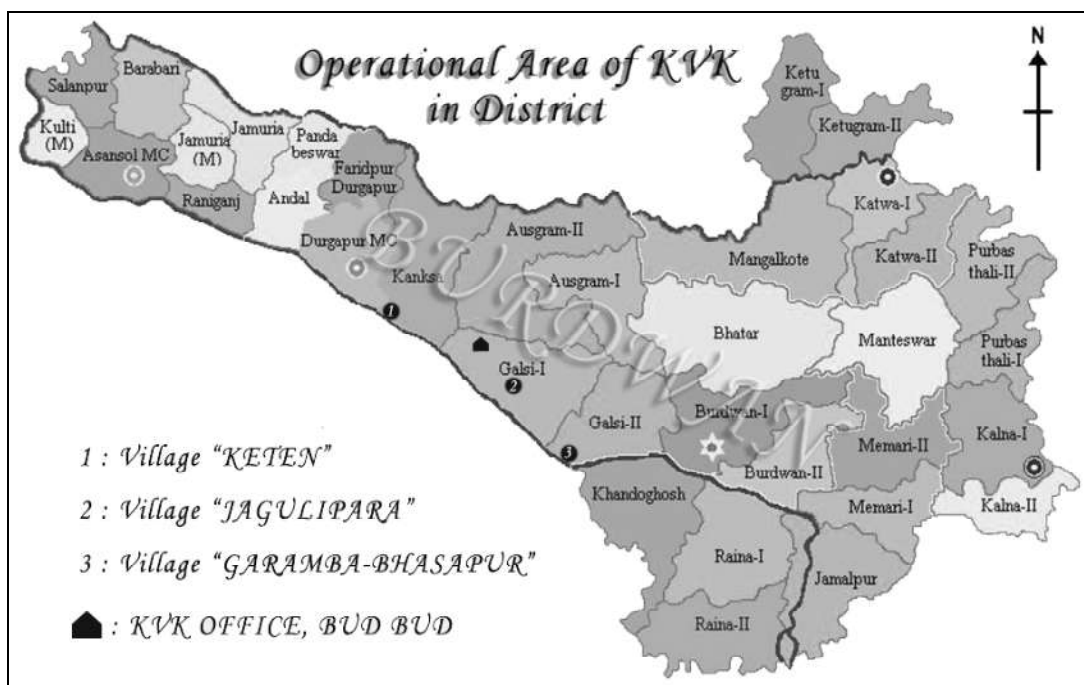 Operational Area of KVK
in District
N
Ketu
gram-I
Ketugram-II
Barabari
Salanpur
Kulti
(M)
Asansol MC
Jamuria
(M)
Jamuria
Panda
beswar
Raniganj
Andal
Faridpur
Durgapur
Durgapur MC
Kanksa
Ausgram-II
Ausgram-I
Mangalkote
Katwa-I
Katwa-II
Purbas
thali-II
Purbas
thali-I
BURDWAN
Bhatar
Manteswar
1
Galsi-I
2
Galsi-II
3
Burdwan-I
Burdwan-II
Memari-II
Memari-I
Kalna-I
Kalna-II
Khandoghosh
Raina-I
Raina-II
Jamalpur
1 : Village “KETEN”
2 : Village “JAGULIPARA”
3 : Village “GARAMBA-BHASAPUR”
: KVK OFFICE, BUD BUD